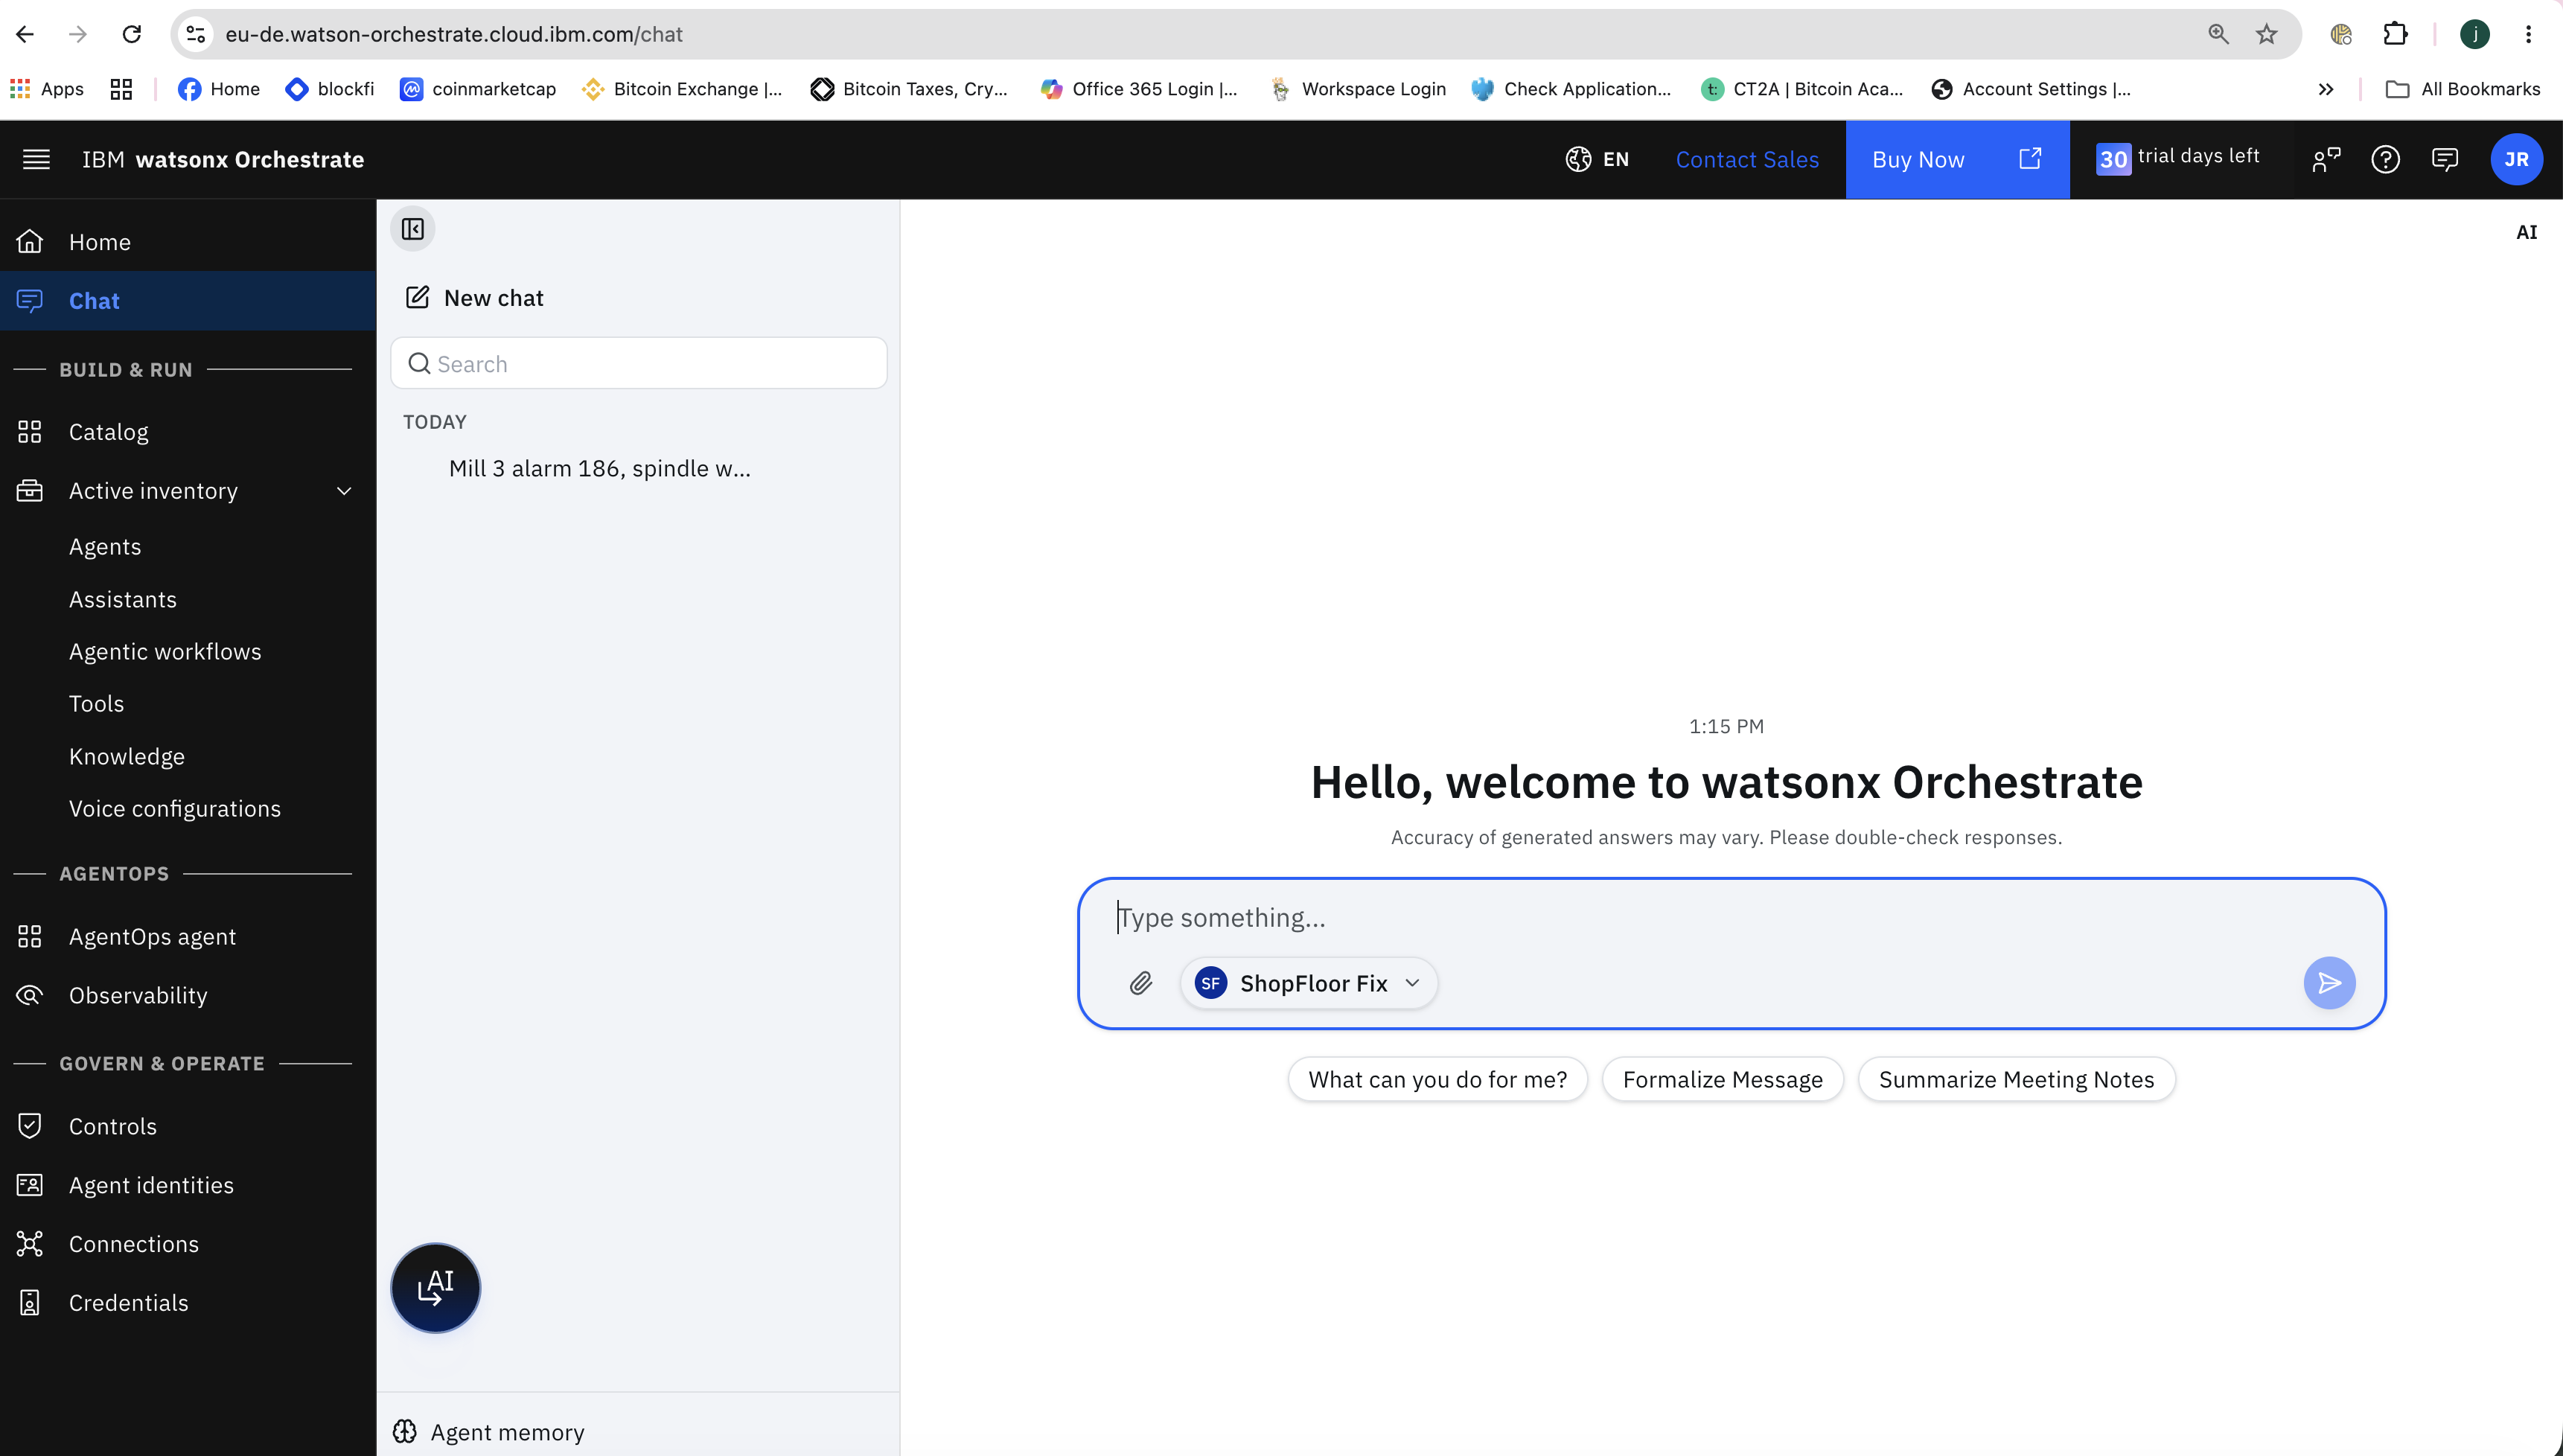 eu-de.watson-orchestrate.cloud.ibm.com/chat
j
Apps
Home
blockfi
coinmarketcap
Bitcoin Exchange |...
Bitcoin Taxes, Cry...
Office 365 Login |...
Workspace Login
Check Application...
t: CT2A | Bitcoin Aca...
Account Settings |...
All Bookmarks
IBM watsonx Orchestrate
EN
Contact Sales
Buy Now
30 trial days left
JR
Home
Chat
BUILD & RUN
Catalog
Active inventory
Agents
Assistants
Agentic workflows
Tools
Knowledge
Voice configurations
AGENTOPS
AgentOps agent
Observability
GOVERN & OPERATE
Controls
Agent identities
Connections
Credentials
New chat
Search
TODAY
Mill 3 alarm 186, spindle w...
AI
Agent memory
AI
1:15 PM
Hello, welcome to watsonx Orchestrate
Accuracy of generated answers may vary. Please double-check responses.
Type something...
SF ShopFloor Fix
What can you do for me?
Formalize Message
Summarize Meeting Notes